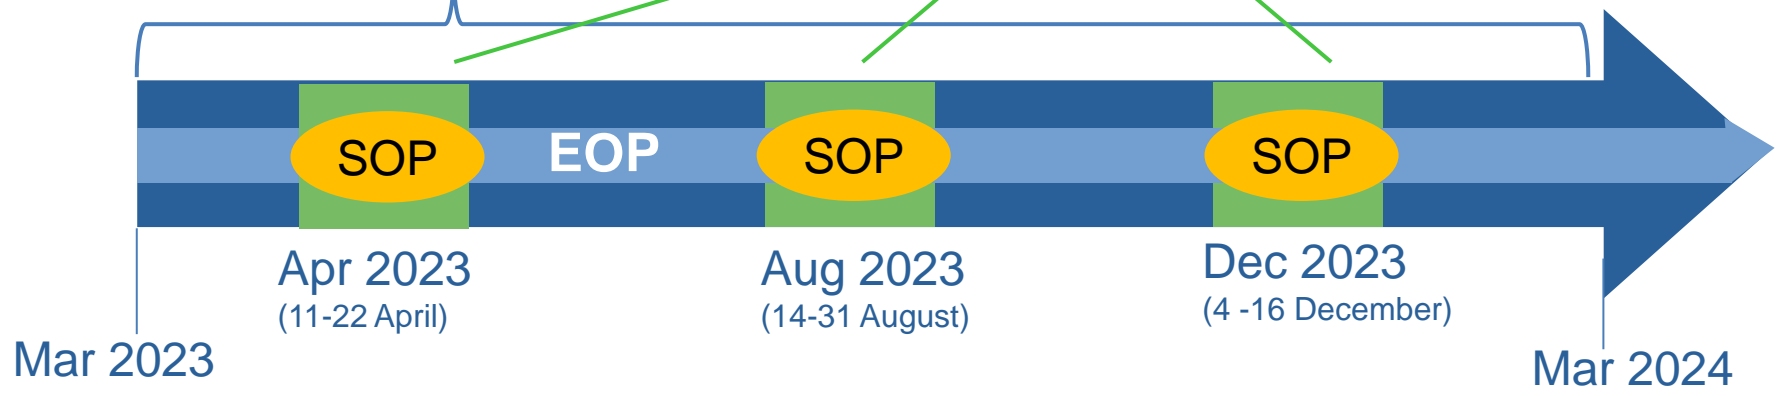 SOP
EOP
SOP
SOP
Apr 2023
(11-22 April)
Aug 2023
(14-31 August)
Dec 2023
(4 -16 December)
Mar 2023
Mar 2024